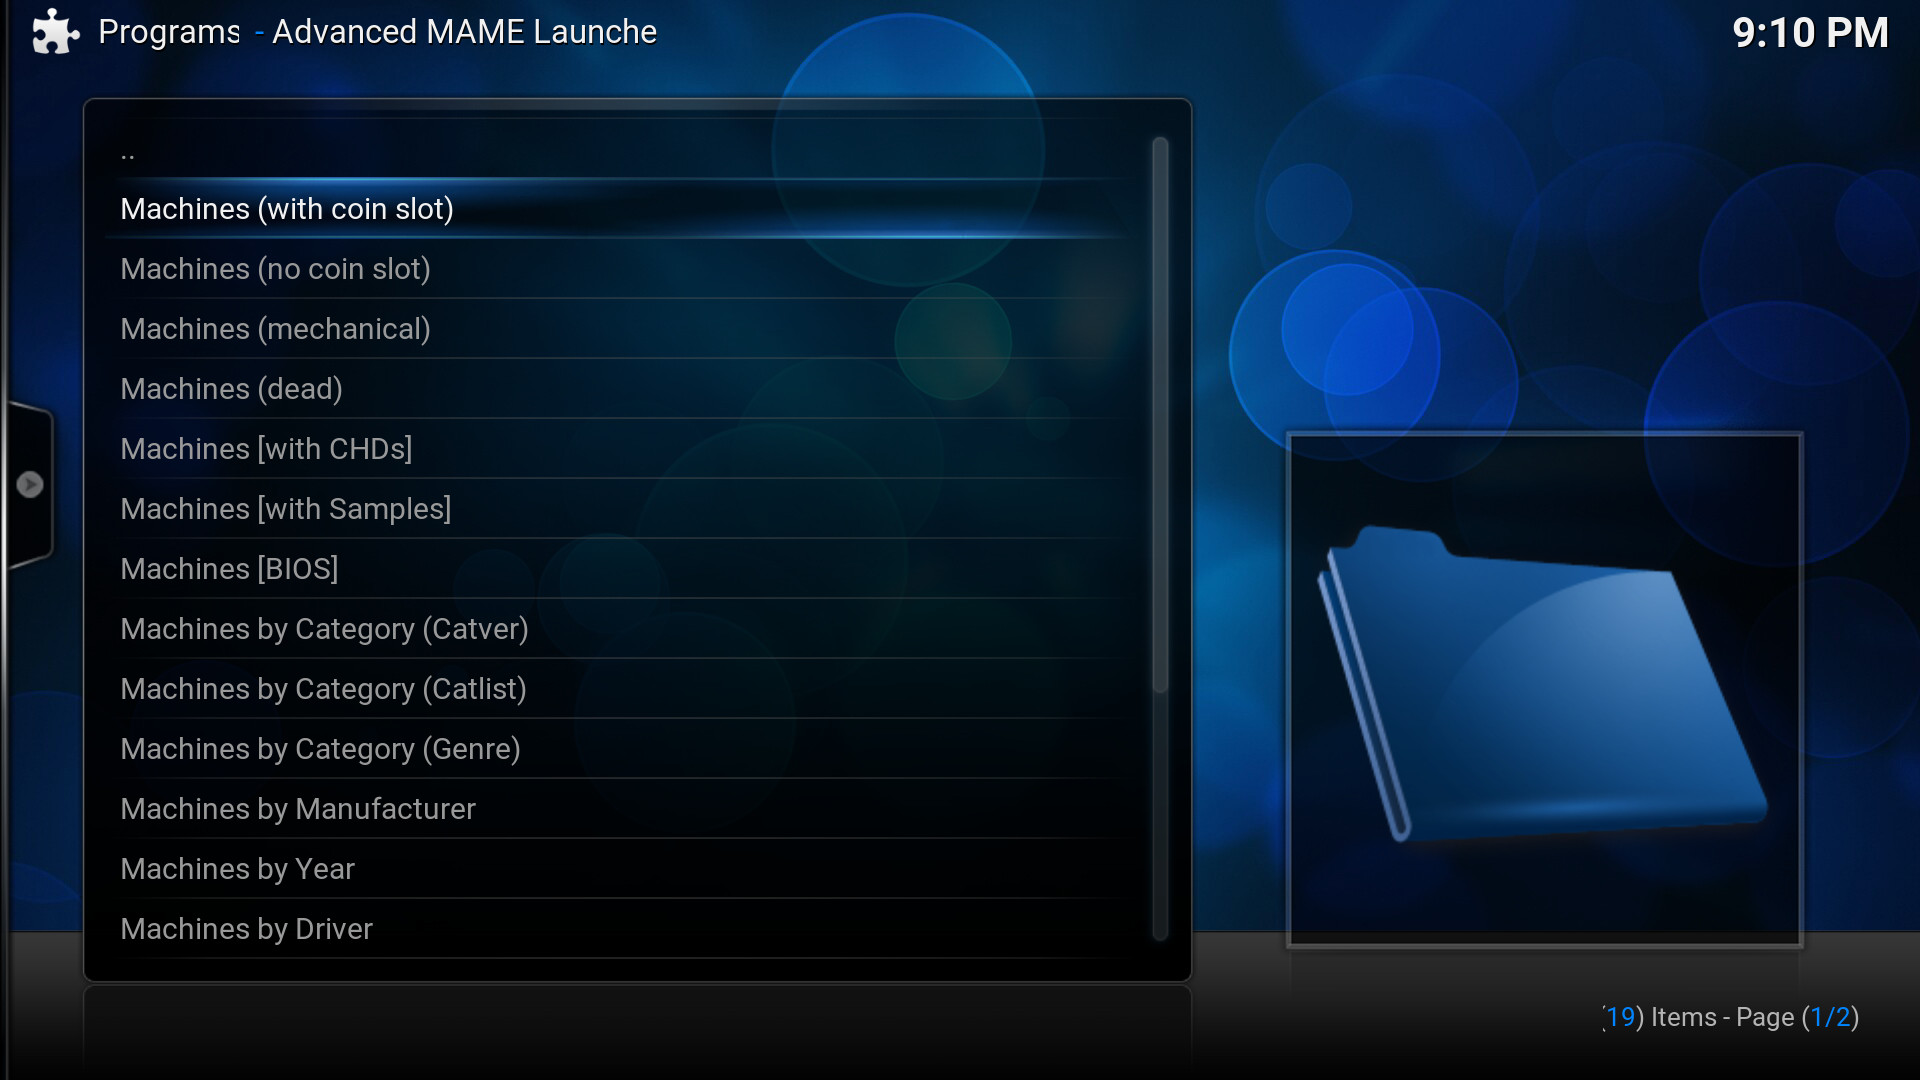 Programs - Advanced MAME Launche
9:10 PM
..
Machines (with coin slot)
Machines (no coin slot)
Machines (mechanical)
Machines (dead)
Machines [with CHDs]
Machines [with Samples]
Machines [BIOS]
Machines by Category (Catver)
Machines by Category (Catlist)
Machines by Category (Genre)
Machines by Manufacturer
Machines by Year
Machines by Driver
(19) Items - Page (1/2)